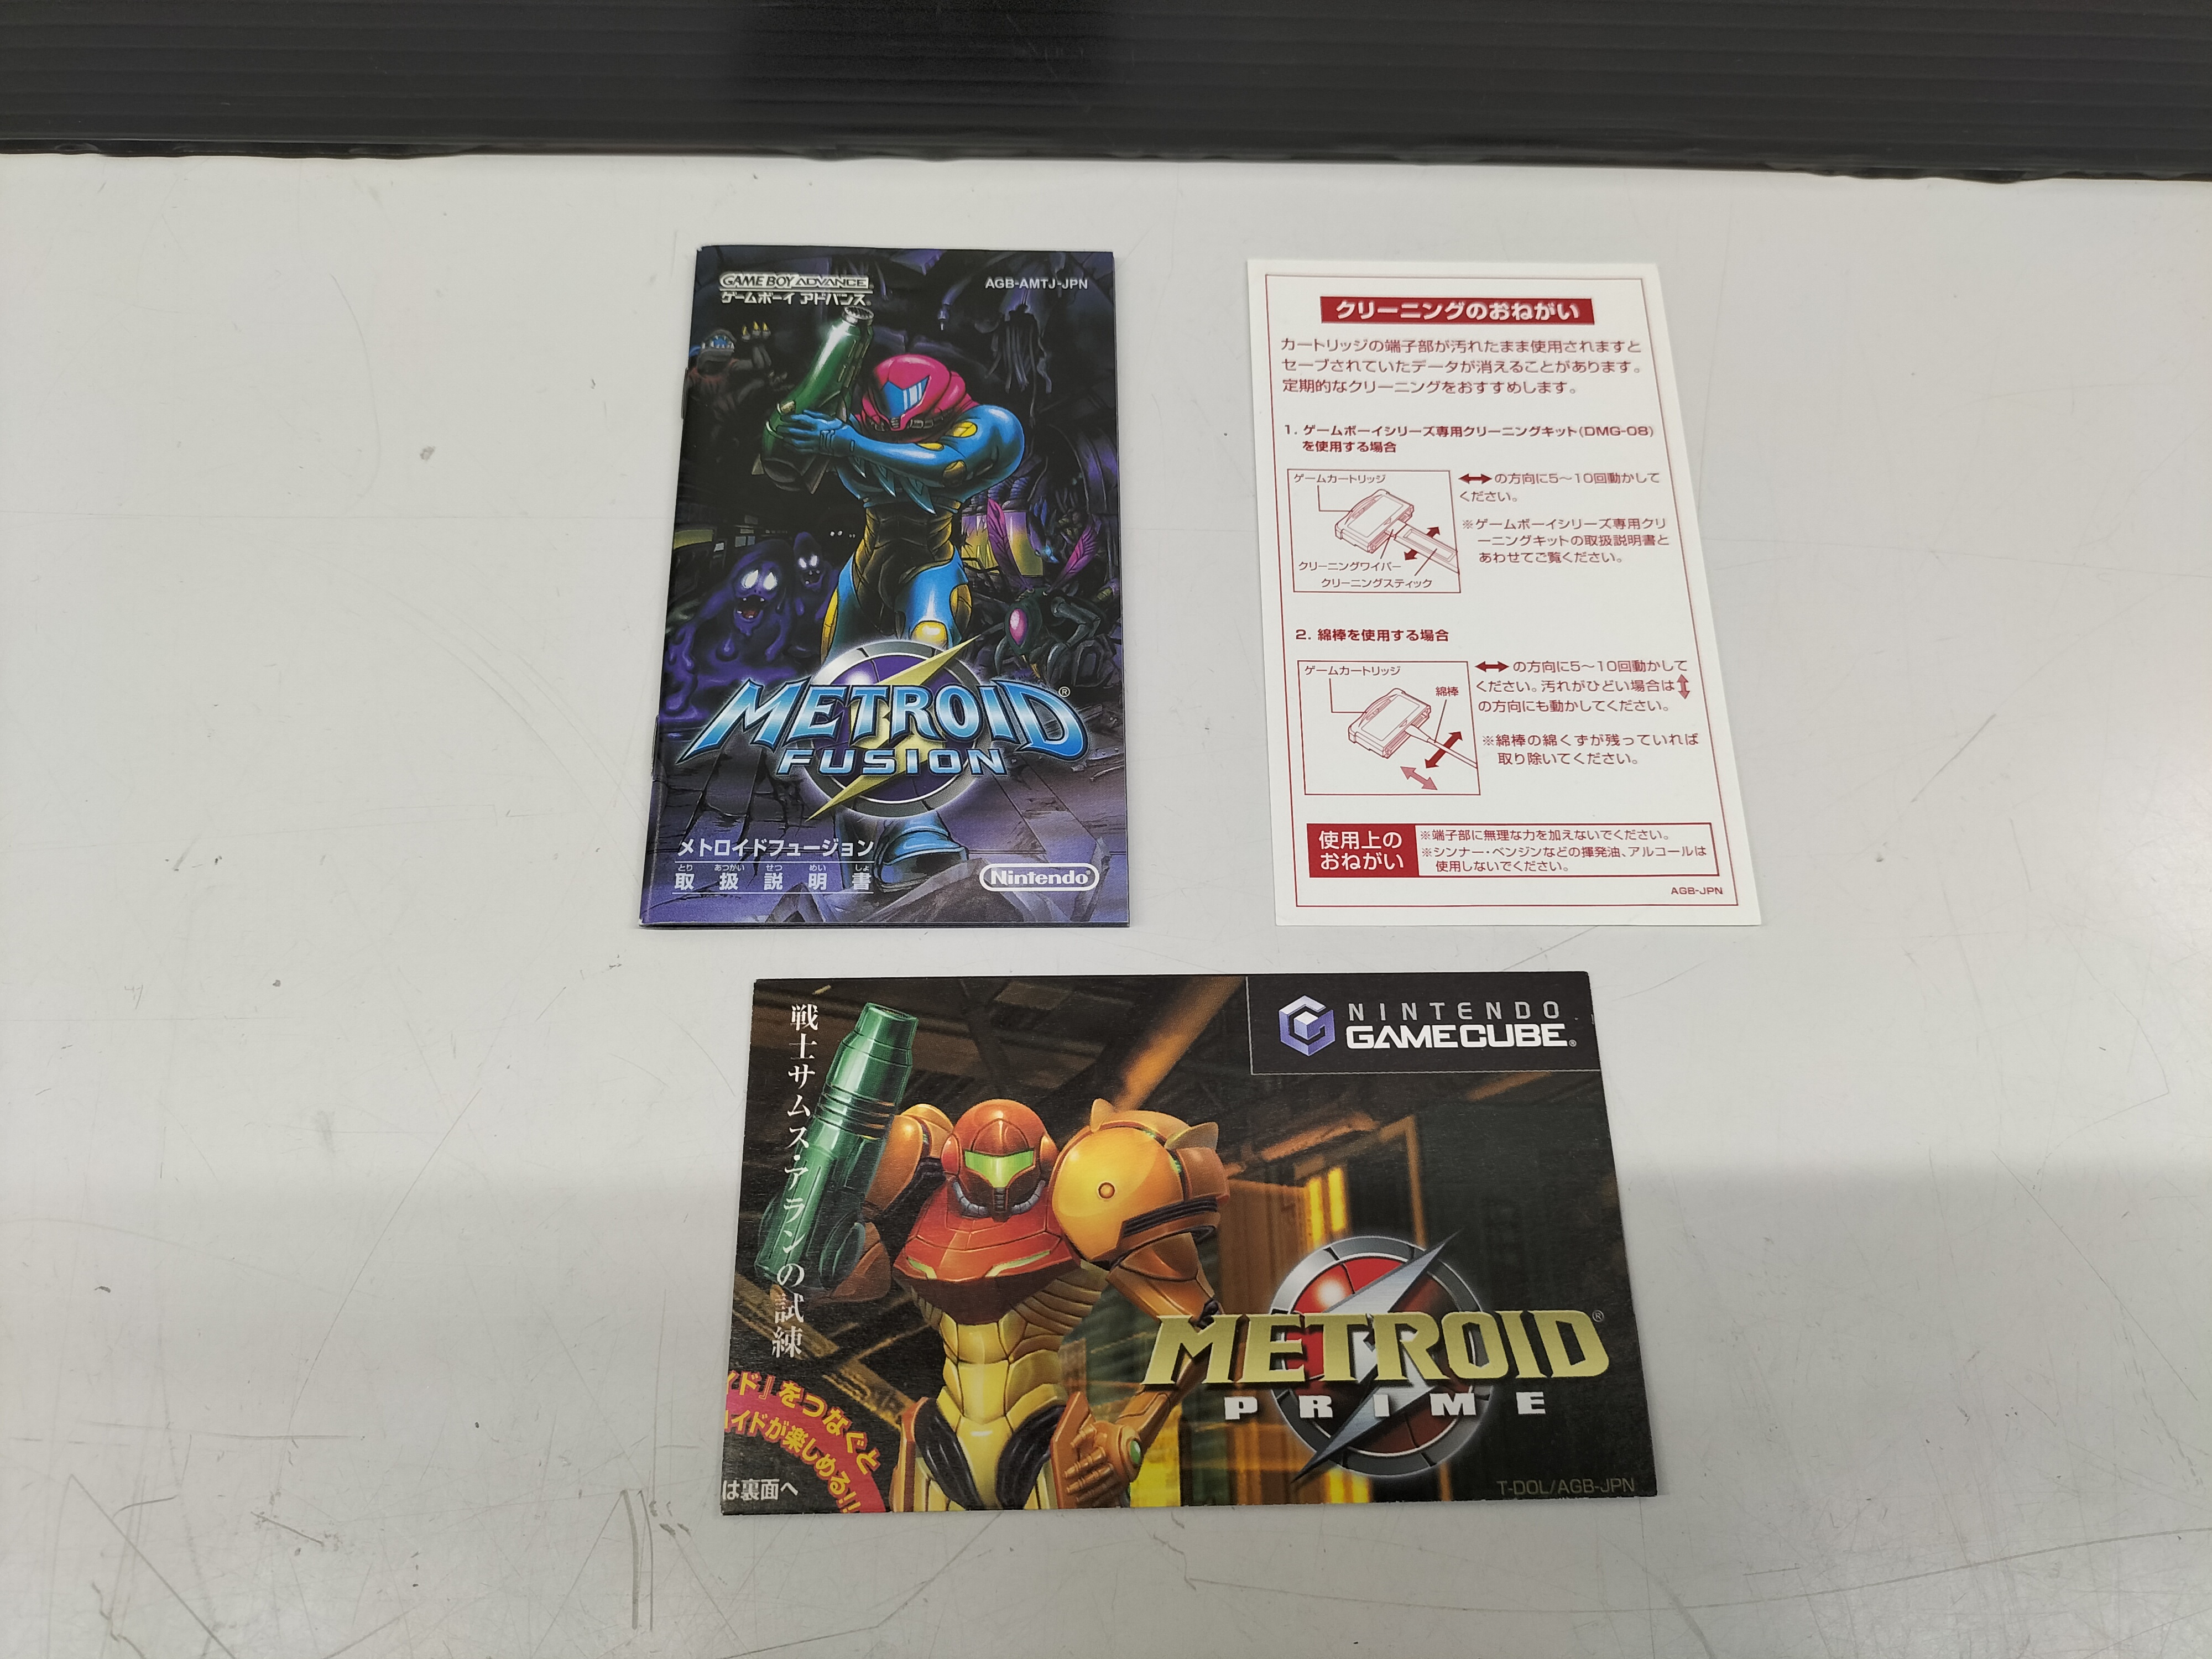 GAME BOY ADVANCE
ゲームボーイ アドバンス®
AGB-AMTJ-JPN
METROID®
FUSION
メトロイドフュージョン
とり あつかい せつ めい しょ
取扱説明書
Nintendo®
クリーニングのおねがい
カートリッジの端子部が汚れたまま使用されますと
セーブされていたデータが消えることがあります。
定期的なクリーニングをおすすめします。
1. ゲームボーイシリーズ専用クリーニングキット(DMG-08)
を使用する場合
ゲームカートリッジ
クリーニングワイパー
クリーニングスティック
↔の方向に5～10回動かして
ください。
※ゲームボーイシリーズ専用クリ
ーニングキットの取扱説明書と
あわせてご覧ください。
2. 綿棒を使用する場合
ゲームカートリッジ
綿棒
↔の方向に5～10回動かして
ください。汚れがひどい場合は↕
の方向にも動かしてください。
※綿棒の綿くずが残っていれば
取り除いてください。
使用上の
おねがい
※端子部に無理な力を加えないでください。
※シンナー・ベンジンなどの揮発油、アルコールは
使用しないでください。
AGB-JPN
戦士サムス・アランの試練
NINTENDO
GAMECUBE®
METROID®
PRIME
ド』をつなぐと
イドが楽しめる!!
は裏面へ
T-DOL/AGB-JPN